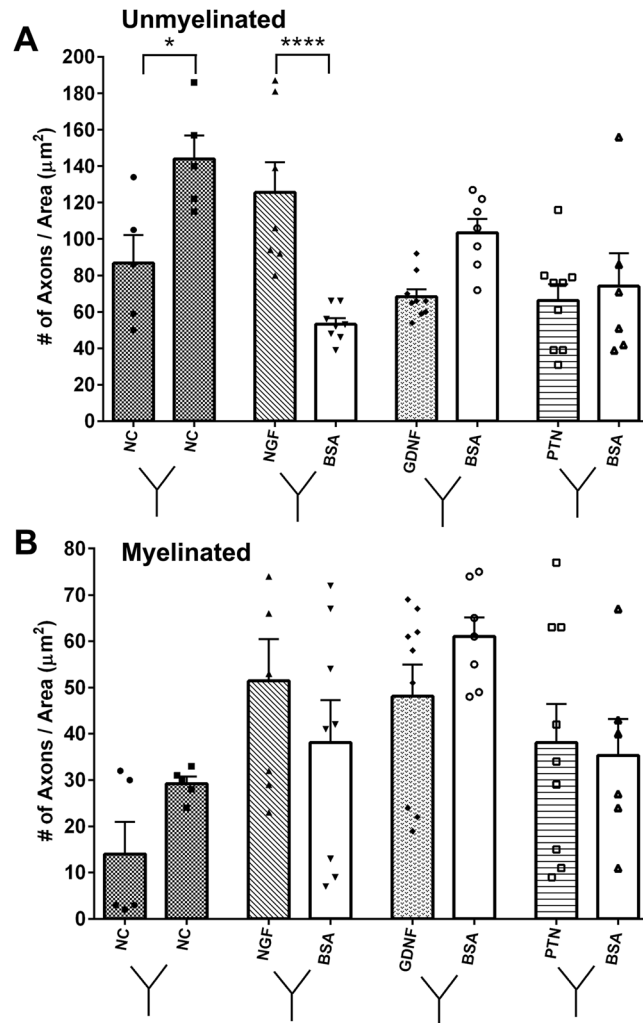 A
Unmyelinated
* ****
# of Axons / Area (μm²)
200
180
160
140
120
100
80
60
40
20
0
NC NC NGF BSA GDNF BSA PTN BSA
B
Myelinated
# of Axons / Area (μm²)
80
70
60
50
40
30
20
10
0
NC NC NGF BSA GDNF BSA PTN BSA